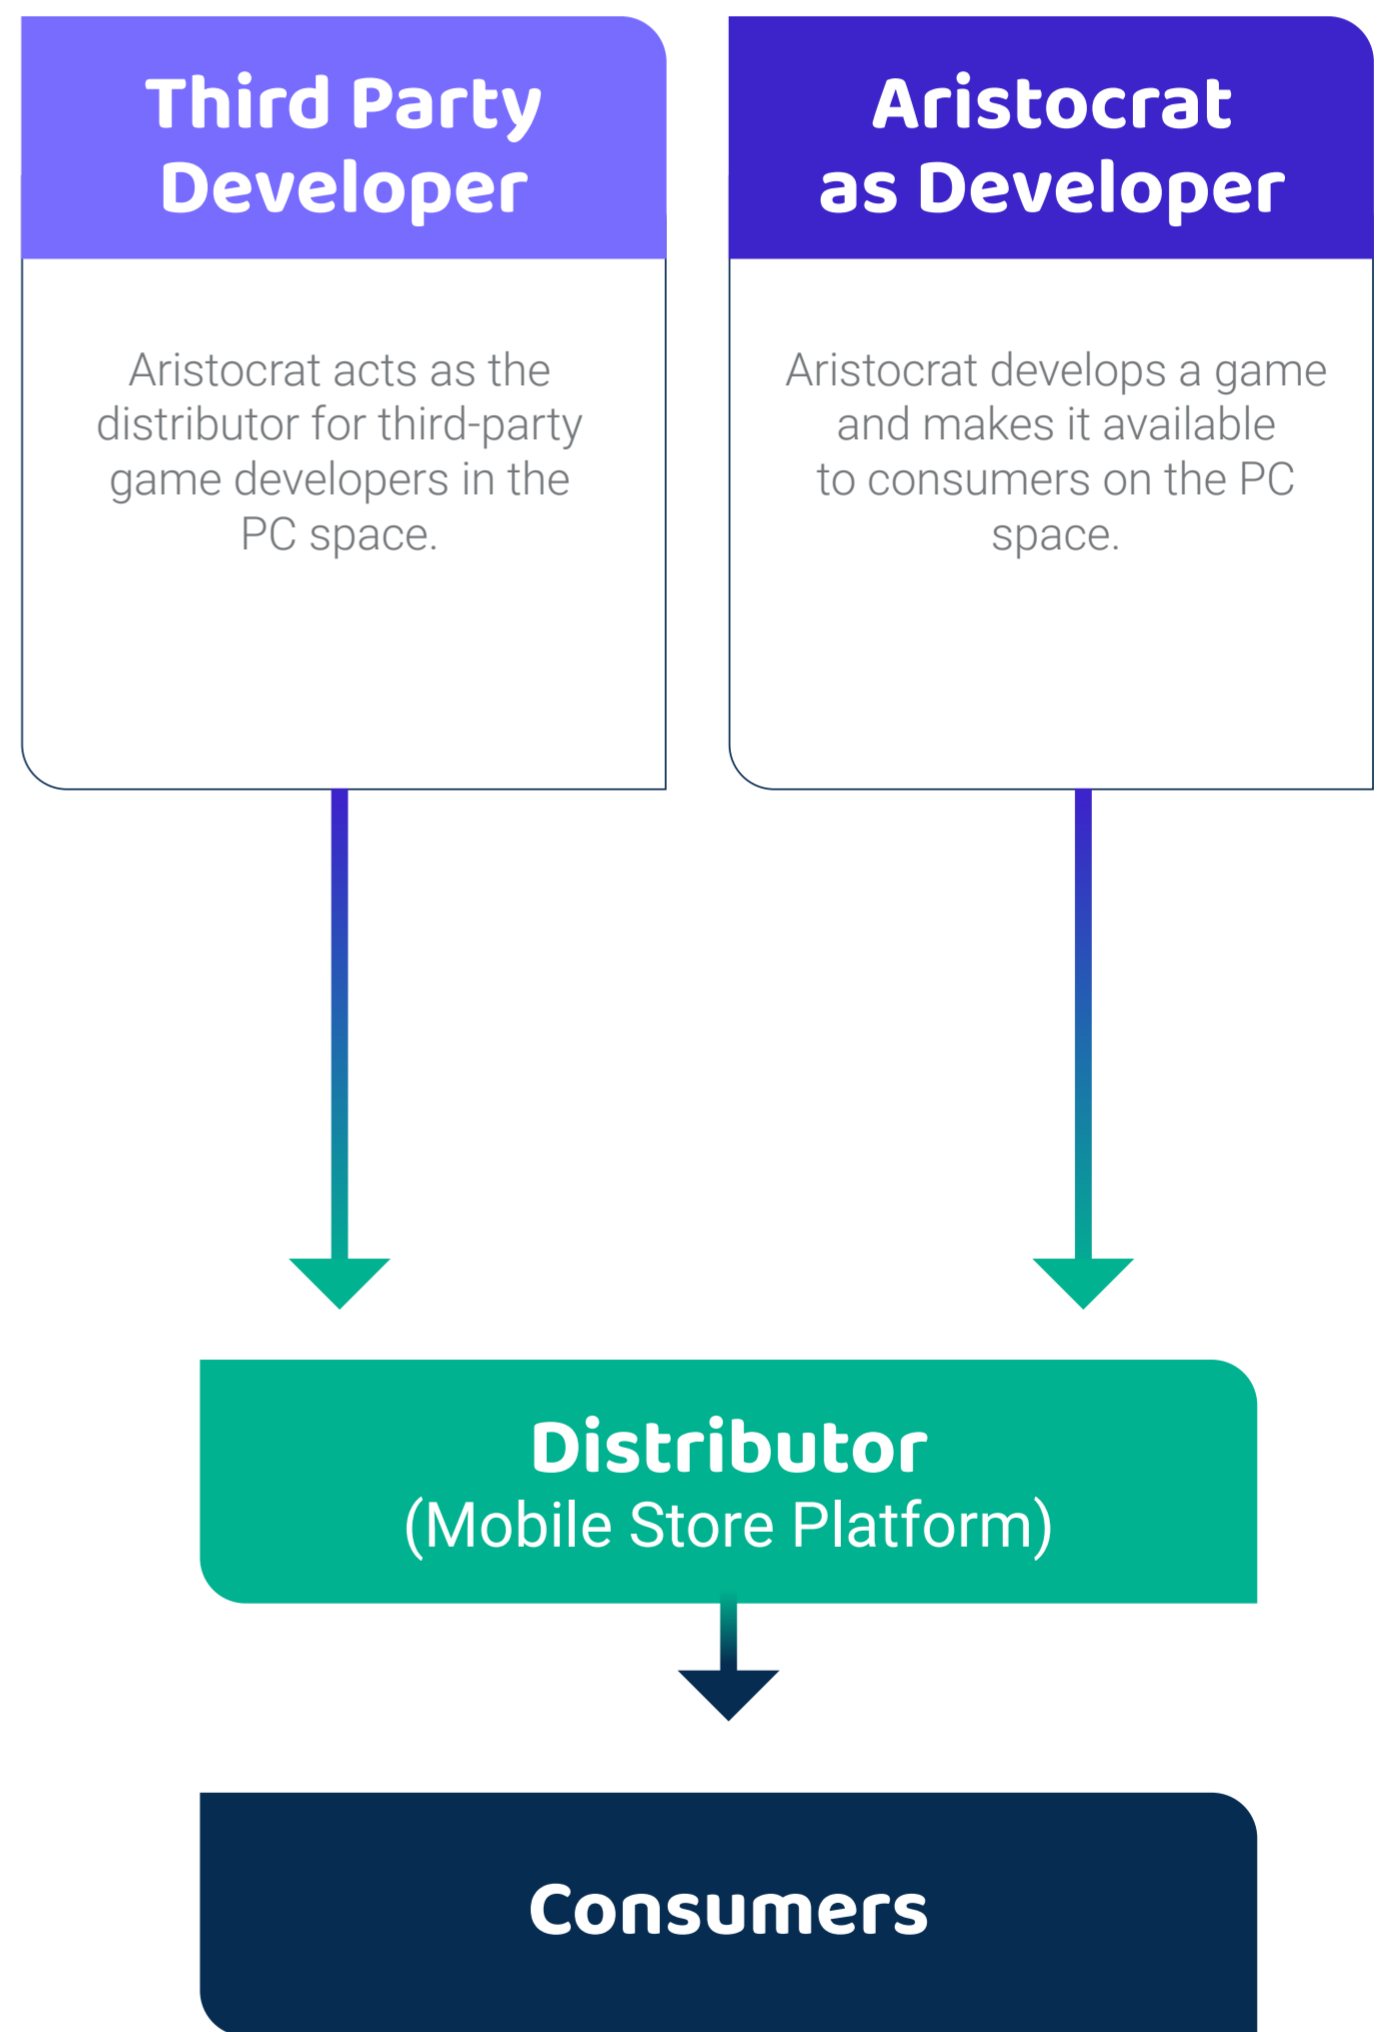 Third Party
Developer
Aristocrat acts as the
distributor for third-party
game developers in the
PC space.
Aristocrat
as Developer
Aristocrat develops a game
and makes it available
to consumers on the PC
space.
Distributor
(Mobile Store Platform)
Consumers